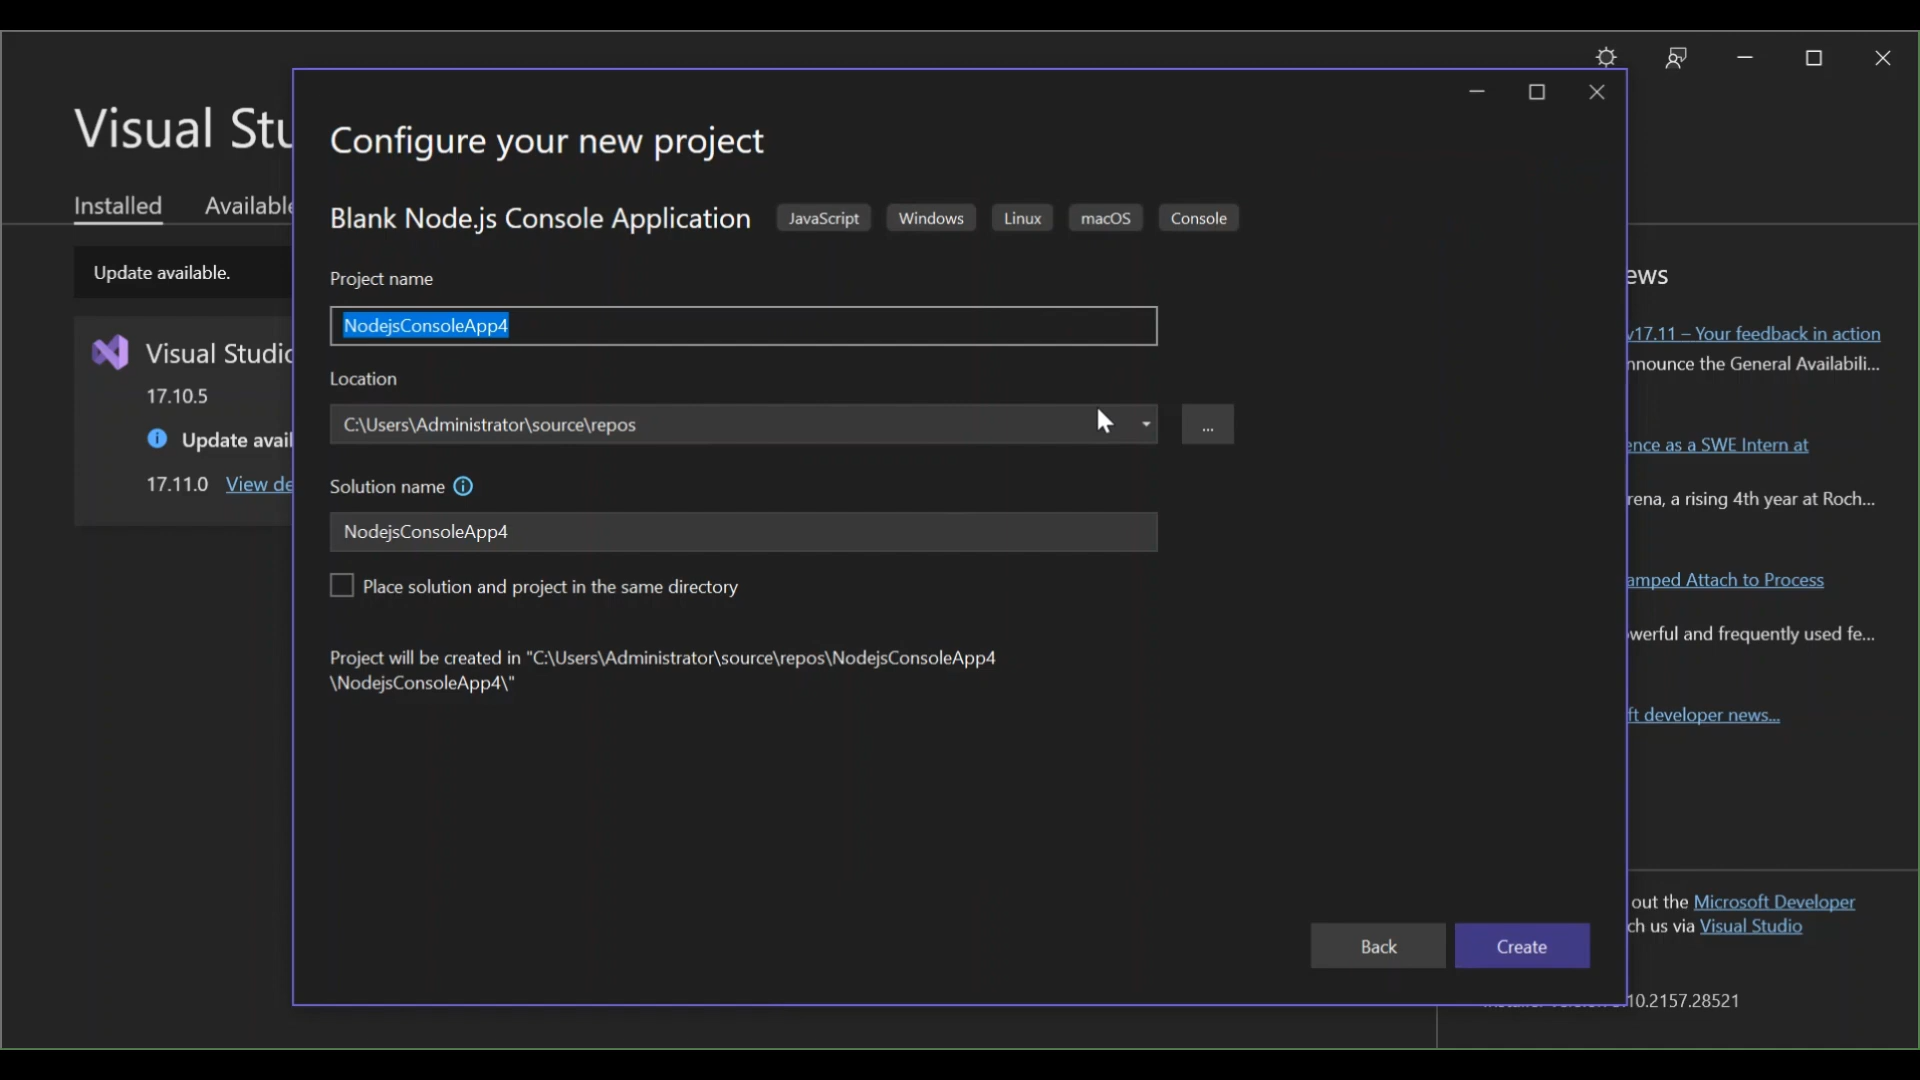 Visual Stu
Installed Available
Update available.
Visual Studio
17.10.5
Update avail
17.11.0 View de
Configure your new project
Blank Node.js Console Application JavaScript Windows Linux macOS Console
Project name
NodejsConsoleApp4
Location
C:\Users\Administrator\source\repos
...
Solution name
NodejsConsoleApp4
Place solution and project in the same directory
Project will be created in "C:\Users\Administrator\source\repos\NodejsConsoleApp4
\NodejsConsoleApp4\"
Back Create
ews
v17.11 – Your feedback in action
nnounce the General Availabili...
ence as a SWE Intern at
rena, a rising 4th year at Roch...
amped Attach to Process
werful and frequently used fe...
ft developer news...
out the Microsoft Developer
ch us via Visual Studio
10.2157.28521